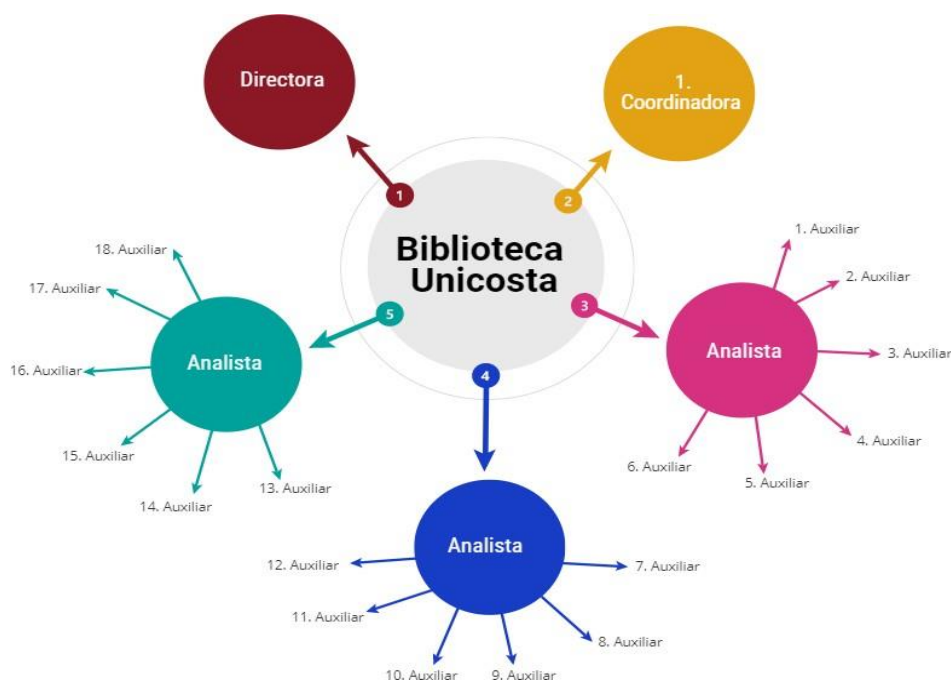 Directora
1.
Coordinadora
1
2
Biblioteca
Unicosta
3
5
4
Analista
1. Auxiliar
2. Auxiliar
3. Auxiliar
4. Auxiliar
5. Auxiliar
6. Auxiliar
Analista
7. Auxiliar
8. Auxiliar
9. Auxiliar
10. Auxiliar
11. Auxiliar
12. Auxiliar
Analista
13. Auxiliar
14. Auxiliar
15. Auxiliar
16. Auxiliar
17. Auxiliar
18. Auxiliar